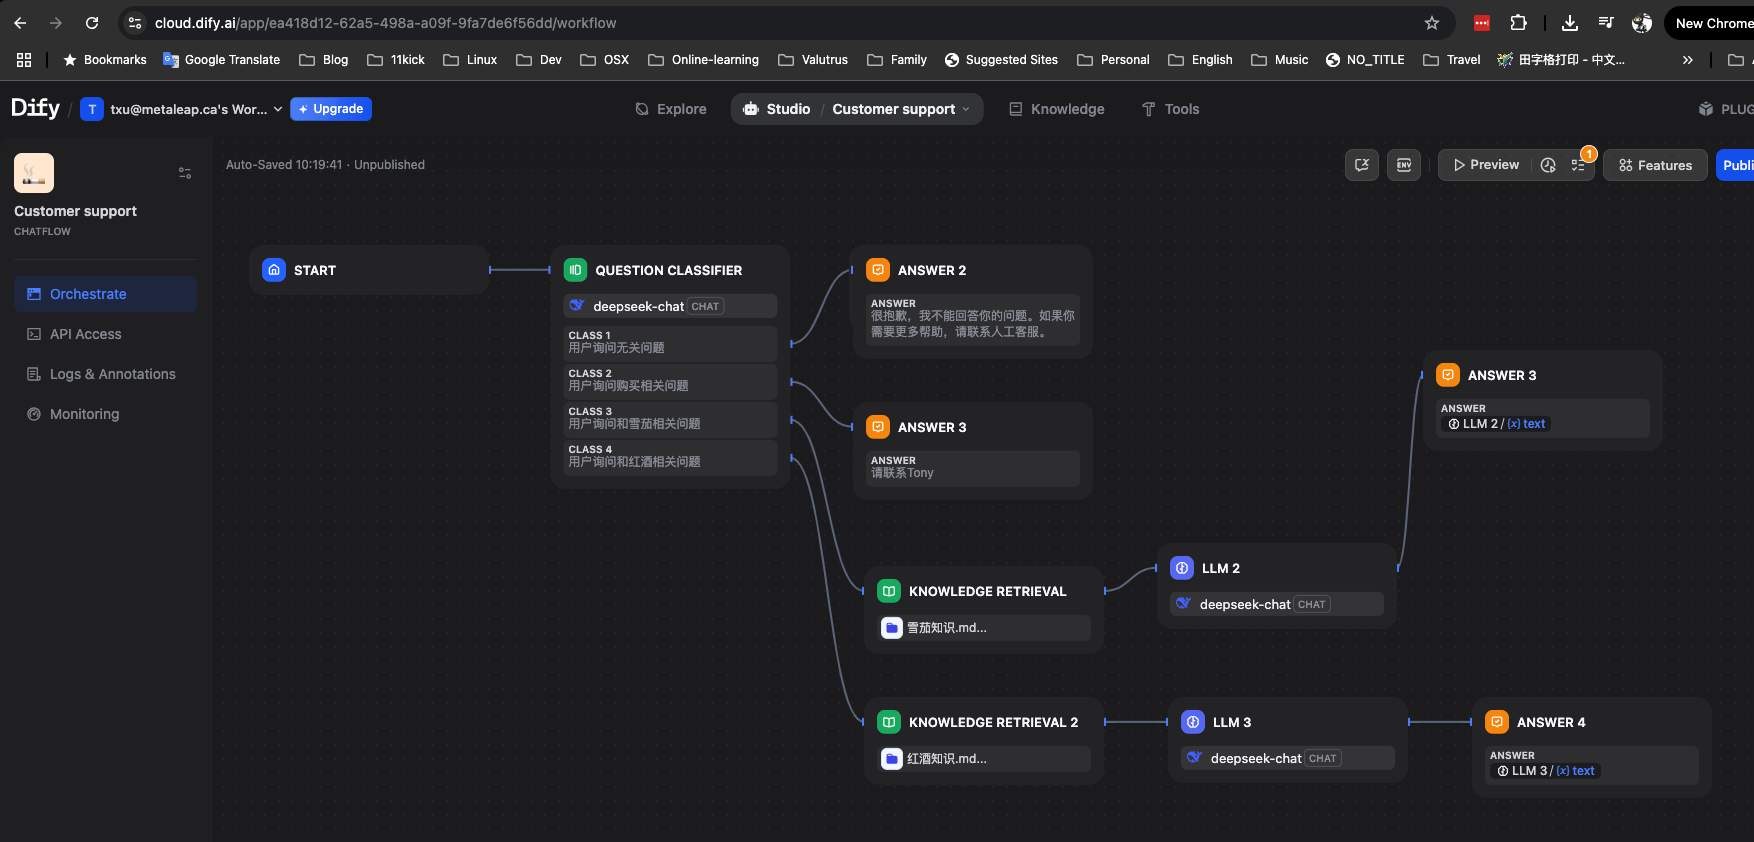 cloud.dify.ai/app/ea418d12-62a5-498a-a09f-9fa7de6f56dd/workflow
New Chrome
Bookmarks Google Translate Blog 11kick Linux Dev OSX Online-learning Valutrus Family Suggested Sites Personal English Music NO_TITLE Travel 田字格打印 - 中文... »
Dify / T txu@metaleap.ca's Wor... Upgrade Explore Studio / Customer support Knowledge Tools PLUG
Auto-Saved 10:19:41 · Unpublished
ENV
Preview
1
Features
Publi
Customer support
CHATFLOW
Orchestrate
API Access
Logs & Annotations
Monitoring
START
QUESTION CLASSIFIER
deepseek-chat CHAT
CLASS 1
用户询问无关问题
CLASS 2
用户询问购买相关问题
CLASS 3
用户询问和雪茄相关问题
CLASS 4
用户询问和红酒相关问题
ANSWER 2
ANSWER
很抱歉，我不能回答你的问题。如果你
需要更多帮助，请联系人工客服。
ANSWER 3
ANSWER
请联系Tony
KNOWLEDGE RETRIEVAL
雪茄知识.md...
LLM 2
deepseek-chat CHAT
ANSWER 3
ANSWER
LLM 2 / {x} text
KNOWLEDGE RETRIEVAL 2
红酒知识.md...
LLM 3
deepseek-chat CHAT
ANSWER 4
ANSWER
LLM 3 / {x} text